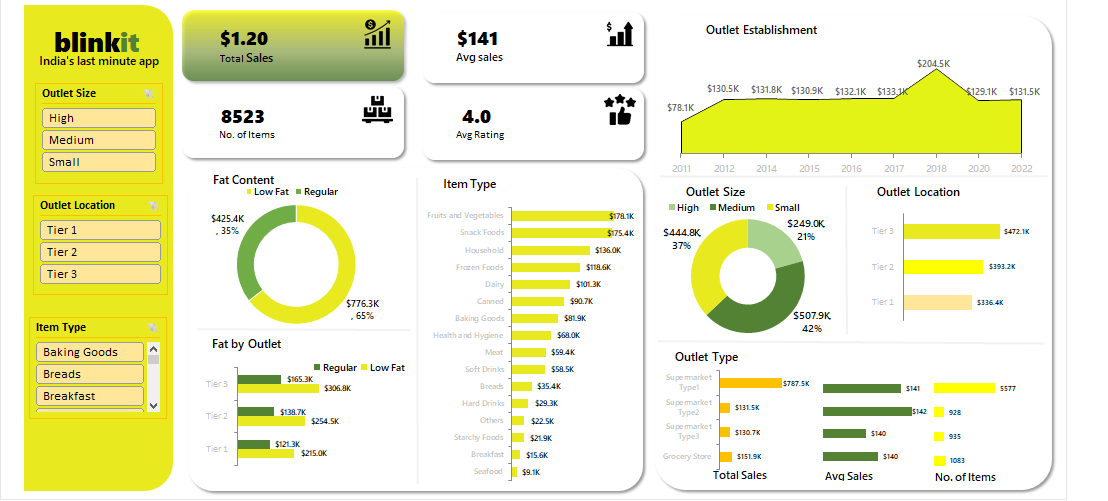 blinkit
India's last minute app
Outlet Size
High
Medium
Small
Outlet Location
Tier 1
Tier 2
Tier 3
Item Type
Baking Goods
Breads
Breakfast
$1.20
Total Sales
$141
Avg sales
8523
No. of Items
4.0
Avg Rating
Fat Content
Low Fat Regular
$425.4K
, 35%
$776.3K
, 65%
Fat by Outlet
Regular Low Fat
Tier 3 $165.3K
$306.8K
Tier 2 $138.7K
$254.5K
Tier 1 $121.3K
$215.0K
Item Type
Fruits and Vegetables $178.1K
Snack Foods $175.4K
Household $136.0K
Frozen Foods $118.6K
Dairy $101.3K
Canned $90.7K
Baking Goods $81.9K
Health and Hygiene $68.0K
Meat $59.4K
Soft Drinks $58.5K
Breads $35.4K
Hard Drinks $29.3K
Others $22.5K
Starchy Foods $21.9K
Breakfast $15.6K
Seafood $9.1K
Outlet Establishment
$78.1K $130.5K $131.8K $130.9K $132.1K $133.1K $204.5K $129.1K $131.5K
2011 2012 2014 2015 2016 2017 2018 2020 2022
Outlet Size
High Medium Small
$444.8K,
37%
$249.0K,
21%
$507.9K,
42%
Outlet Location
Tier 3 $472.1K
Tier 2 $393.2K
Tier 1 $336.4K
Outlet Type
Supermarket
Type1 $787.5K $141 5577
Supermarket
Type2 $131.5K $142 928
Supermarket
Type3 $130.7K $140 935
Grocery Store $151.9K $140 1083
Total Sales Avg Sales No. of Items